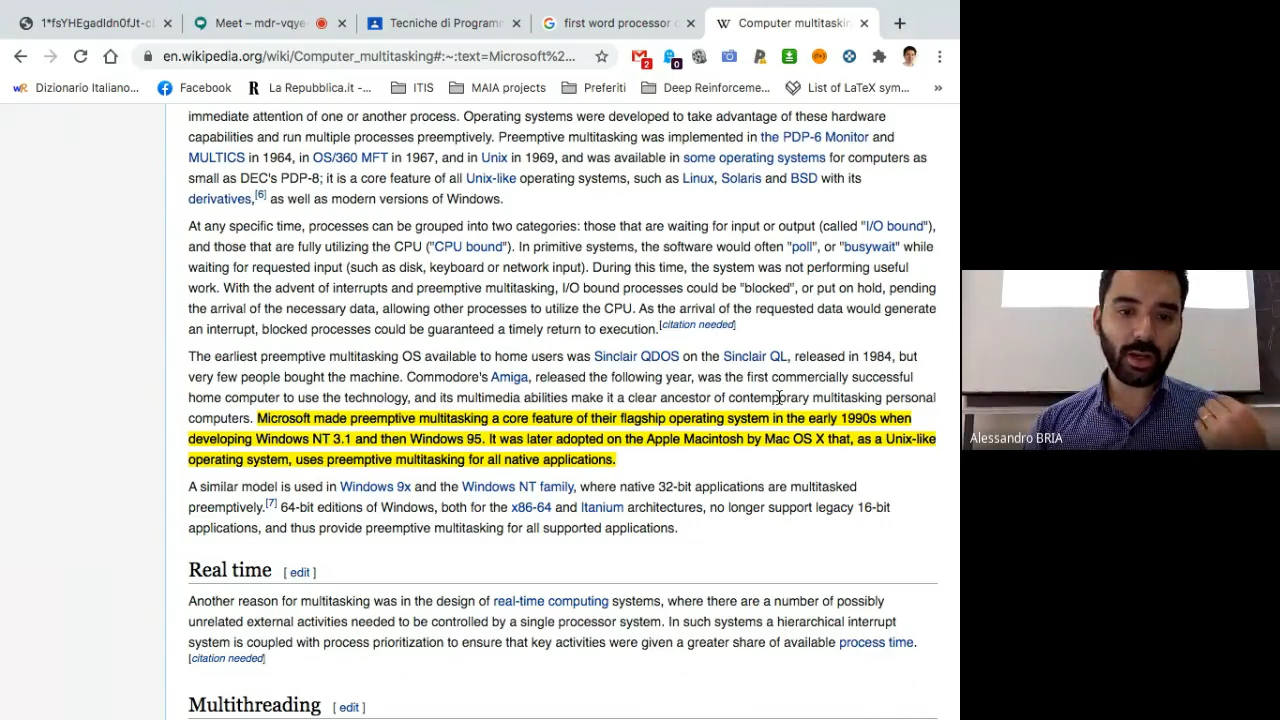 1*fsYHEgadIdn0fJt-c
Meet – mdr-vqye
Tecniche di Programm
first word processor
Computer multitaskin
en.wikipedia.org/wiki/Computer_multitasking#:~:text=Microsoft%2...
2
0
Dizionario Italiano...
Facebook
La Repubblica.it -...
ITIS
MAIA projects
Preferiti
Deep Reinforceme...
List of LaTeX sym...
»
immediate attention of one or another process. Operating systems were developed to take advantage of these hardware
capabilities and run multiple processes preemptively. Preemptive multitasking was implemented in the PDP-6 Monitor and
MULTICS in 1964, in OS/360 MFT in 1967, and in Unix in 1969, and was available in some operating systems for computers as
small as DEC's PDP-8; it is a core feature of all Unix-like operating systems, such as Linux, Solaris and BSD with its
derivatives,[6] as well as modern versions of Windows.
At any specific time, processes can be grouped into two categories: those that are waiting for input or output (called "I/O bound"),
and those that are fully utilizing the CPU ("CPU bound"). In primitive systems, the software would often "poll", or "busywait" while
waiting for requested input (such as disk, keyboard or network input). During this time, the system was not performing useful
work. With the advent of interrupts and preemptive multitasking, I/O bound processes could be "blocked", or put on hold, pending
the arrival of the necessary data, allowing other processes to utilize the CPU. As the arrival of the requested data would generate
an interrupt, blocked processes could be guaranteed a timely return to execution.[citation needed]
The earliest preemptive multitasking OS available to home users was Sinclair QDOS on the Sinclair QL, released in 1984, but
very few people bought the machine. Commodore's Amiga, released the following year, was the first commercially successful
home computer to use the technology, and its multimedia abilities make it a clear ancestor of contemporary multitasking personal
computers. Microsoft made preemptive multitasking a core feature of their flagship operating system in the early 1990s when
developing Windows NT 3.1 and then Windows 95. It was later adopted on the Apple Macintosh by Mac OS X that, as a Unix-like
operating system, uses preemptive multitasking for all native applications.
A similar model is used in Windows 9x and the Windows NT family, where native 32-bit applications are multitasked
preemptively.[7] 64-bit editions of Windows, both for the x86-64 and Itanium architectures, no longer support legacy 16-bit
applications, and thus provide preemptive multitasking for all supported applications.
Real time [ edit ]
Another reason for multitasking was in the design of real-time computing systems, where there are a number of possibly
unrelated external activities needed to be controlled by a single processor system. In such systems a hierarchical interrupt
system is coupled with process prioritization to ensure that key activities were given a greater share of available process time.
[citation needed]
Multithreading [ edit ]
Alessandro BRIA